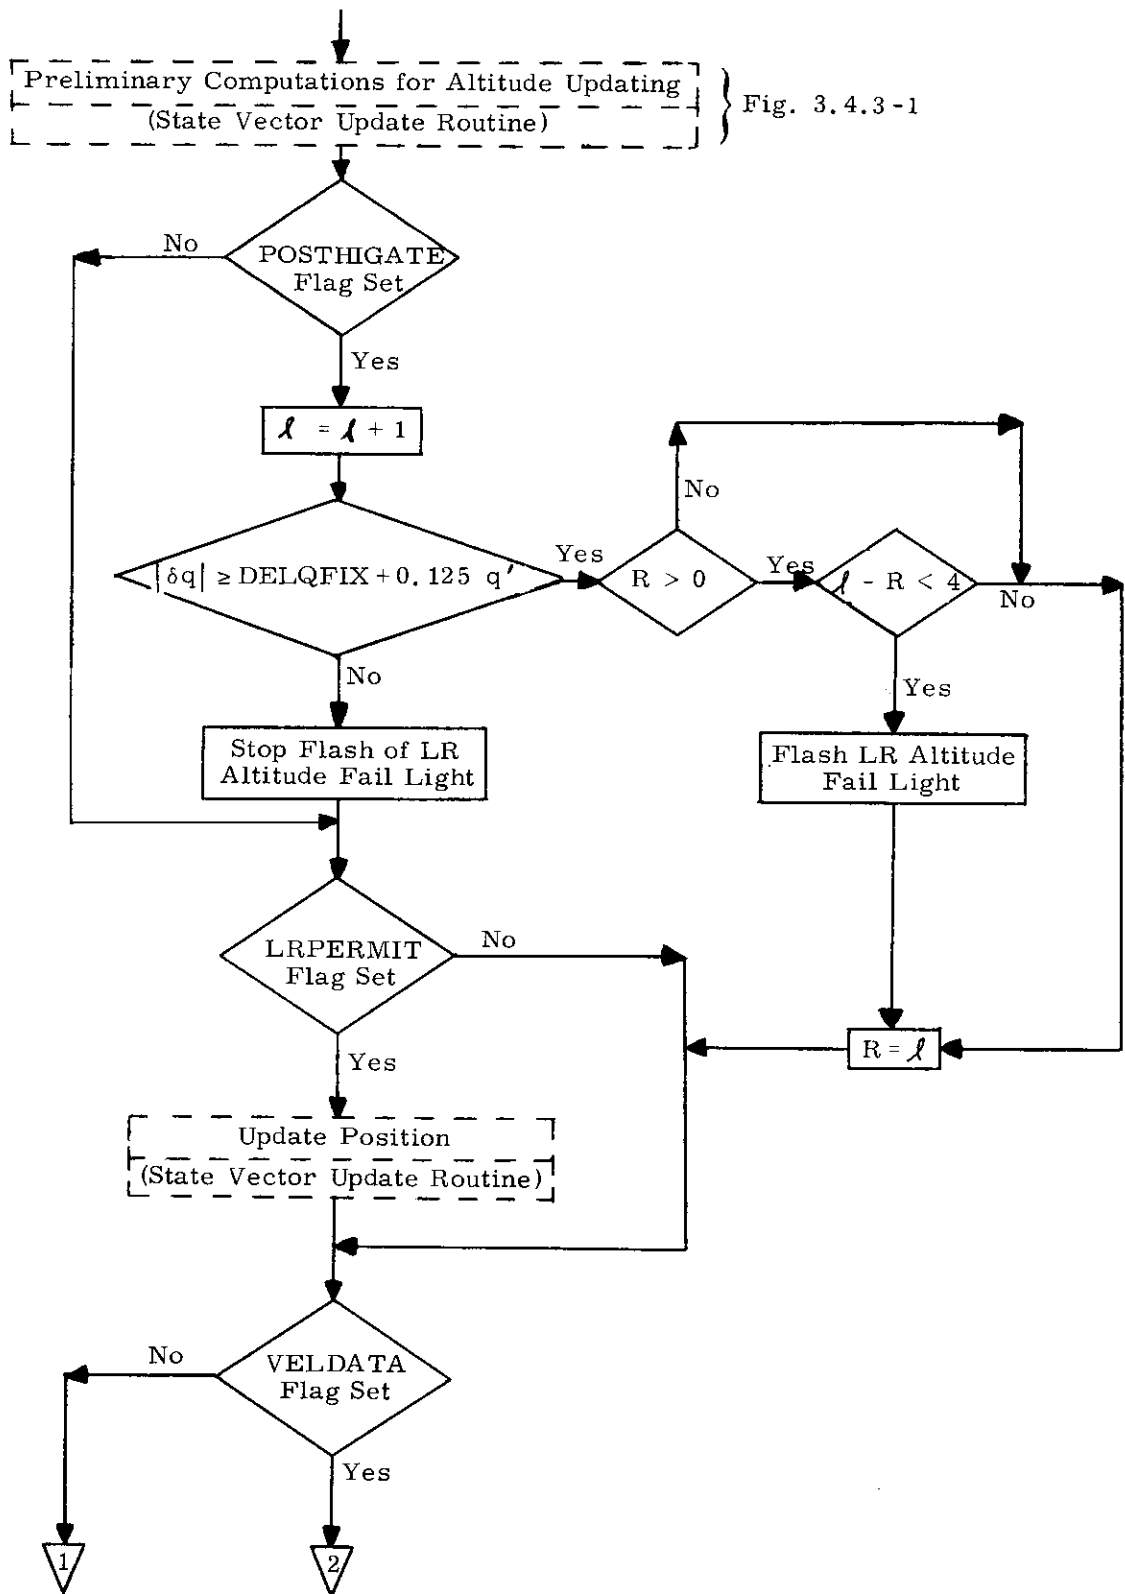 Preliminary Computations for Altitude Updating
(State Vector Update Routine)
} Fig. 3.4.3-1
No
POSTHIGATE
Flag Set
Yes
ℓ = ℓ + 1
No
|δq| ≥ DELQFIX + 0.125 q'
Yes
R > 0
Yes
ℓ - R < 4
No
No
Yes
Stop Flash of LR
Altitude Fail Light
Flash LR Altitude
Fail Light
LRPERMIT
Flag Set
No
Yes
R = ℓ
Update Position
(State Vector Update Routine)
No
VELDATA
Flag Set
Yes
1
2